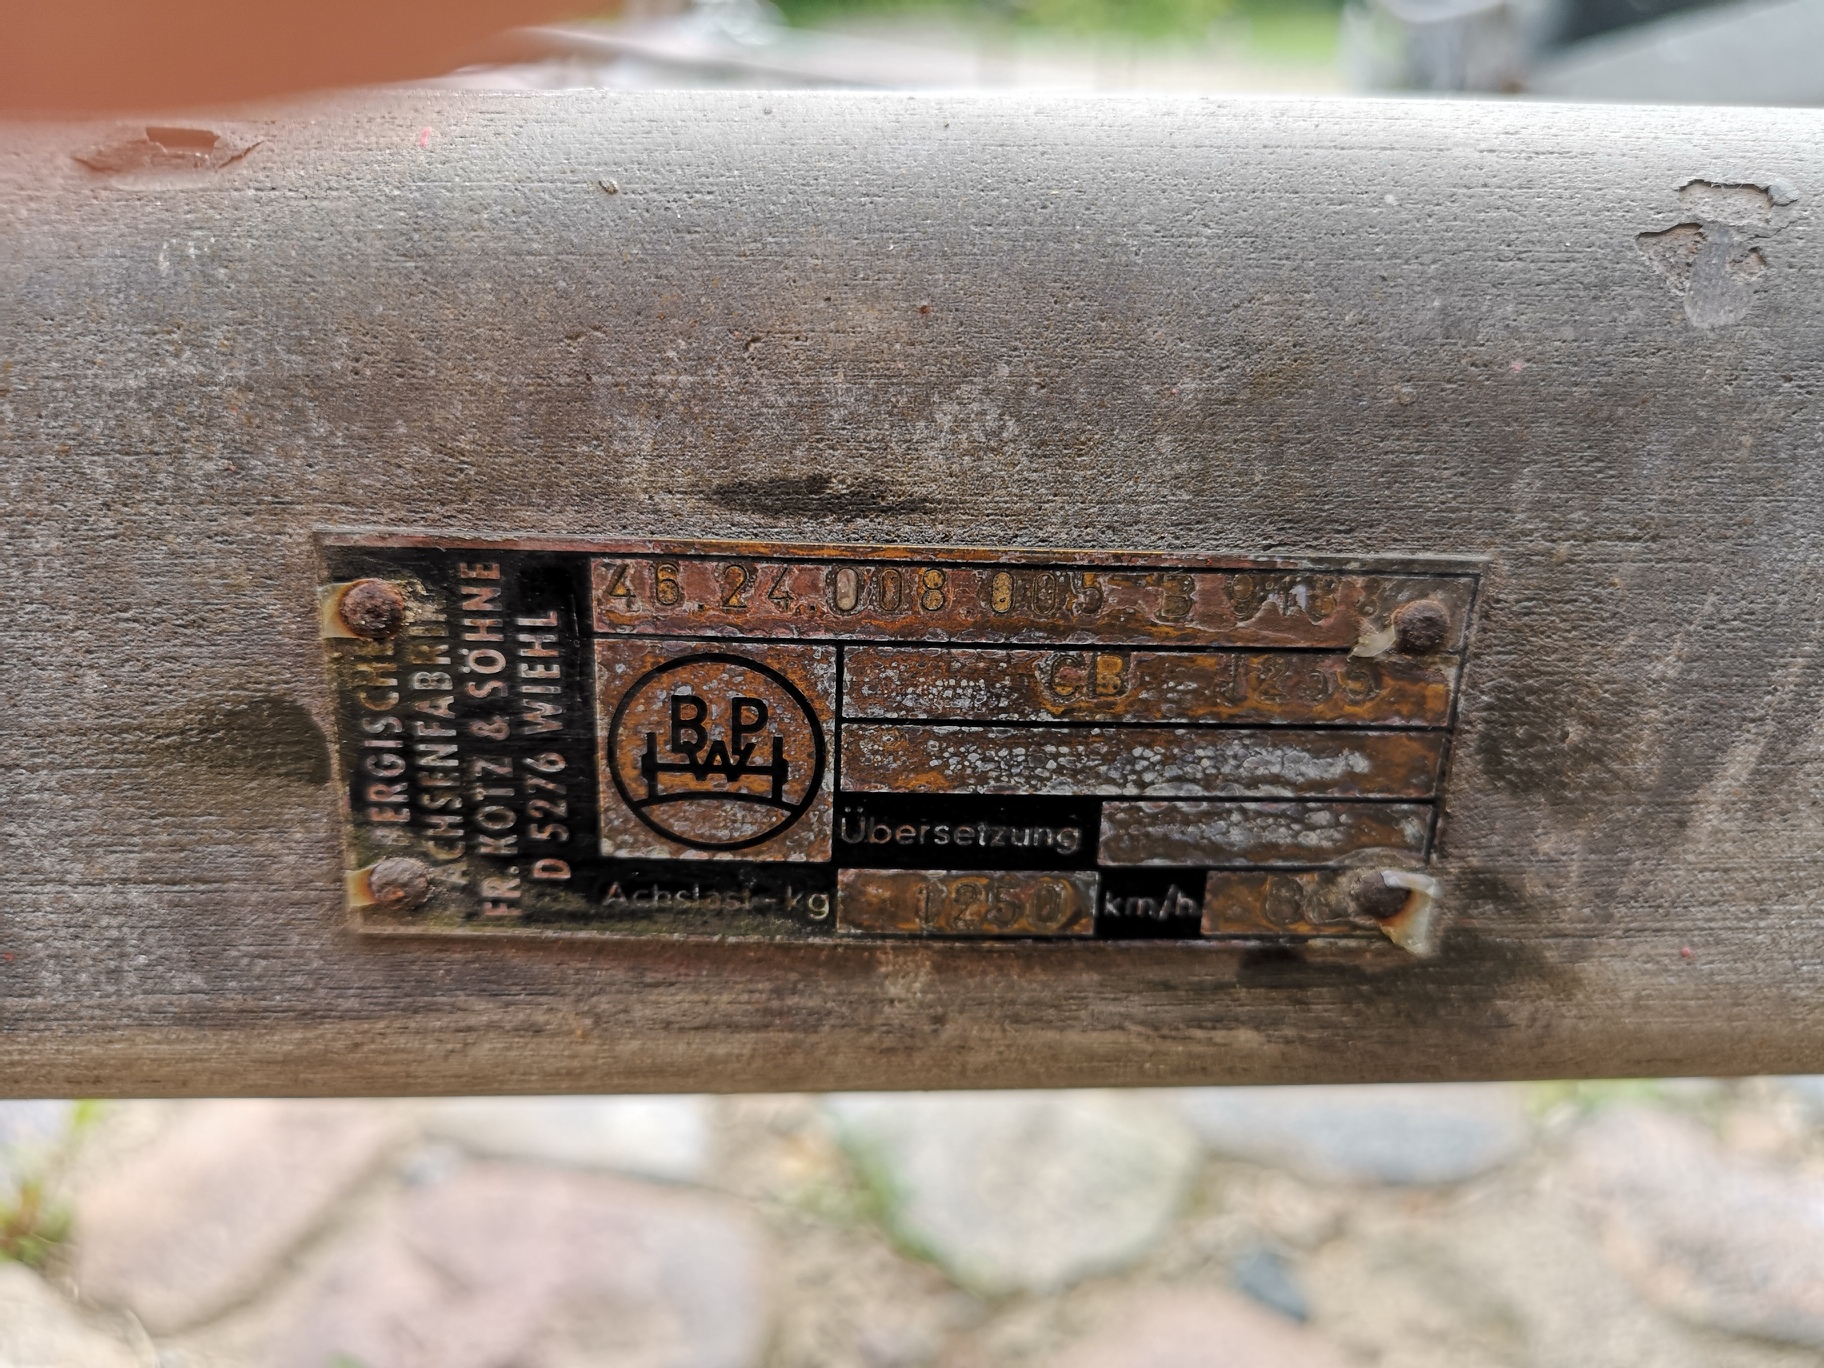 BERGISCHE
ACHSENFABRIK
FR. KOTZ & SÖHNE
D 5276 WIEHL
46.24.008.005
BPW
CB
Übersetzung
Achslast-kg 1250 km/h